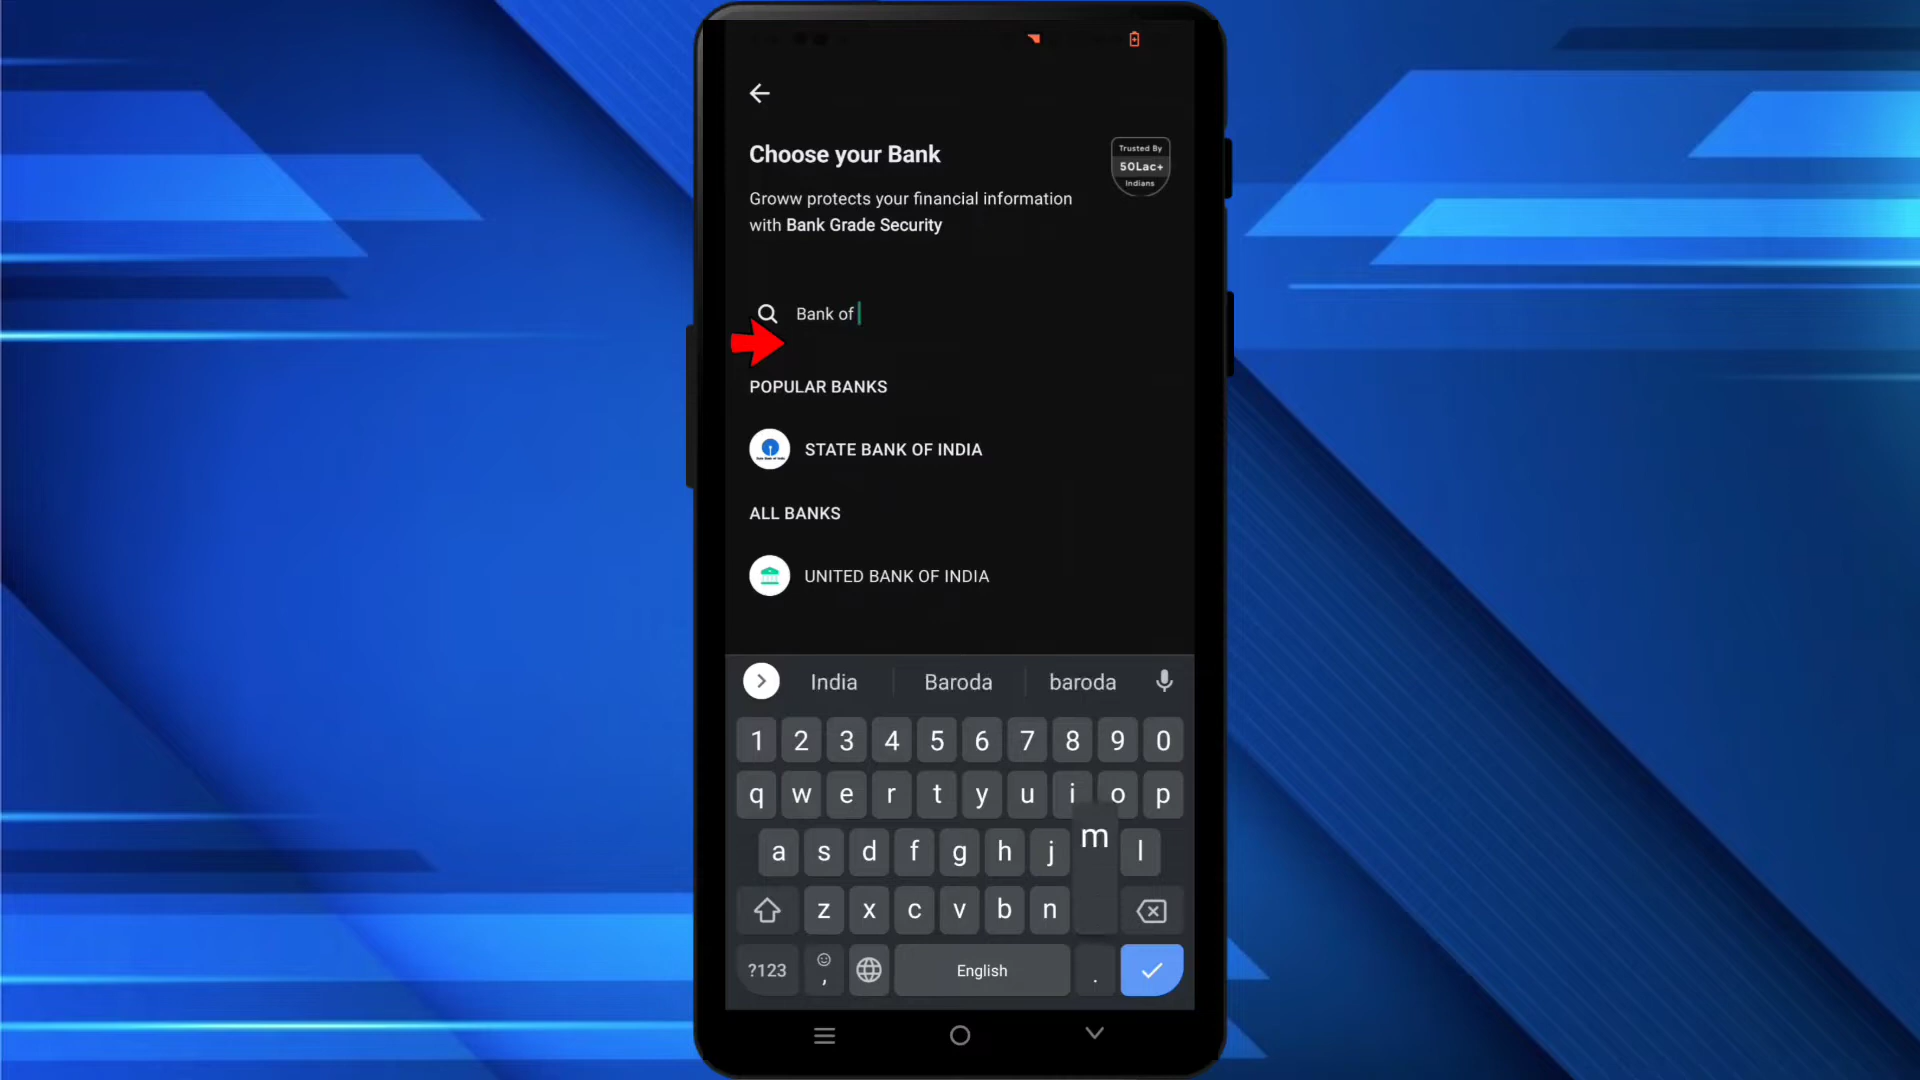 Choose your Bank
Trusted By
50Lac+
Indians
Groww protects your financial information
with Bank Grade Security
Bank of
POPULAR BANKS
STATE BANK OF INDIA
ALL BANKS
UNITED BANK OF INDIA
India Baroda baroda
1 2 3 4 5 6 7 8 9 0
q w e r t y u i o p
a s d f g h j m l
z x c v b n
?123 , English .